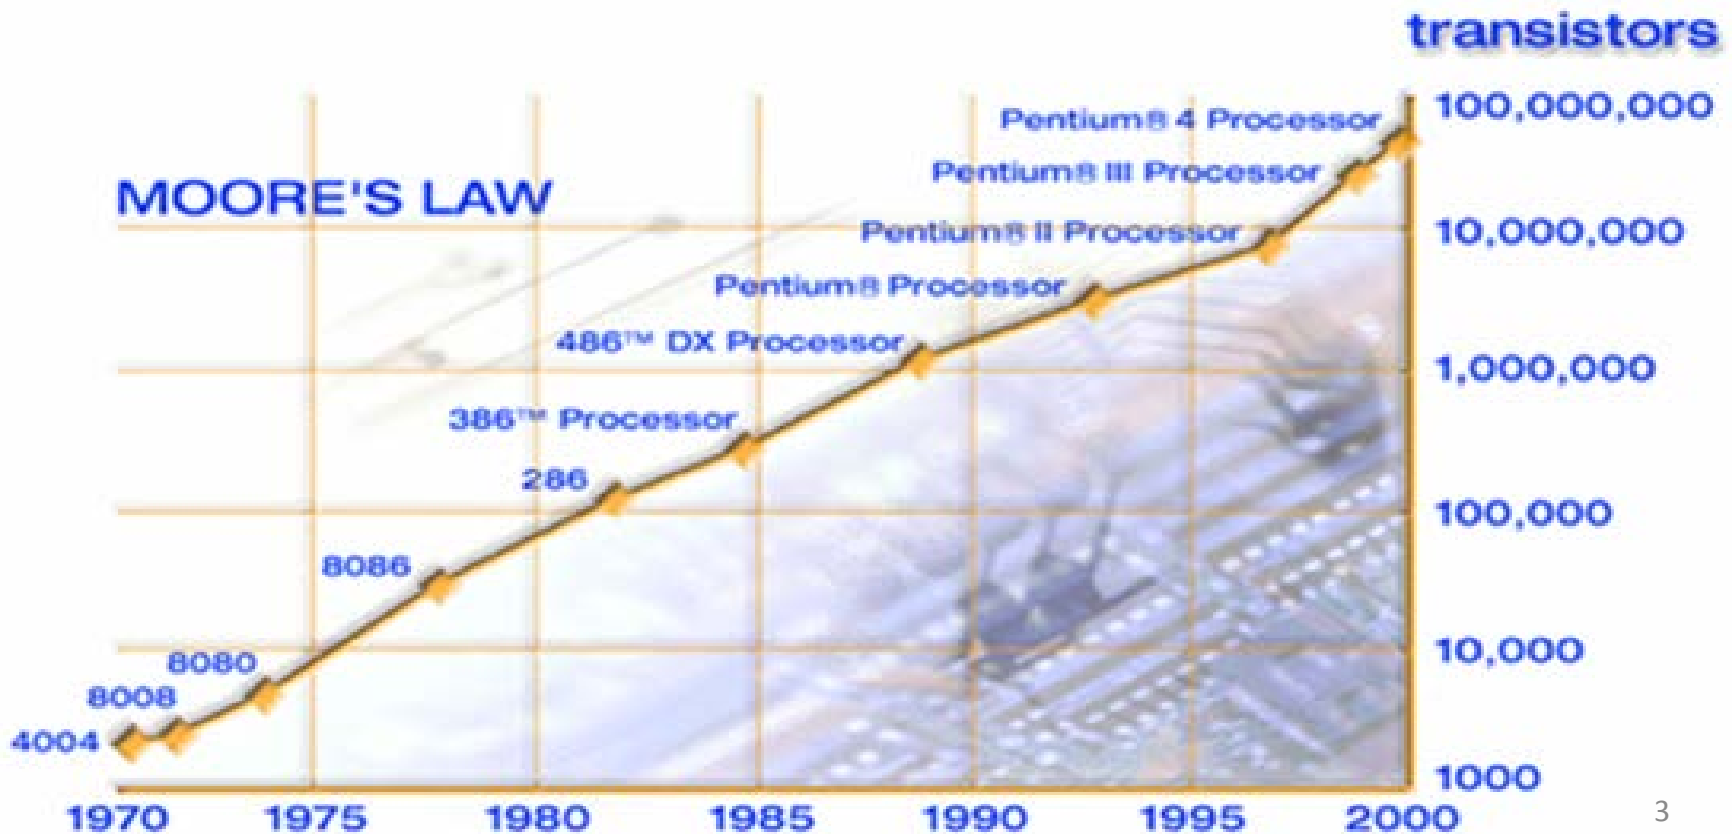 transistors
100,000,000
Pentium® 4 Processor
Pentium® III Processor
MOORE'S LAW
Pentium® II Processor
10,000,000
Pentium® Processor
486™ DX Processor
1,000,000
386™ Processor
286
100,000
8086
10,000
8080
8008
4004
1000
1970 1975 1980 1985 1990 1995 2000
3